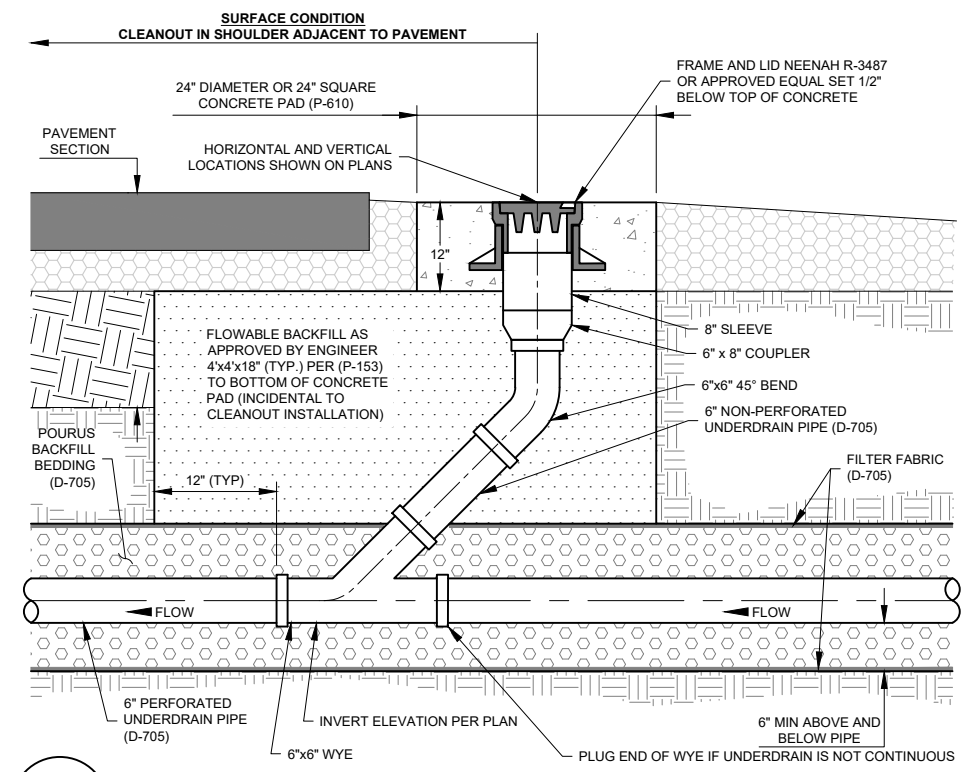 SURFACE CONDITION
CLEANOUT IN SHOULDER ADJACENT TO PAVEMENT
FRAME AND LID NEENAH R-3487
OR APPROVED EQUAL SET 1/2"
BELOW TOP OF CONCRETE
24" DIAMETER OR 24" SQUARE
CONCRETE PAD (P-610)
PAVEMENT
SECTION
HORIZONTAL AND VERTICAL
LOCATIONS SHOWN ON PLANS
12"
FLOWABLE BACKFILL AS
APPROVED BY ENGINEER
4'x4'x18" (TYP.) PER (P-153)
TO BOTTOM OF CONCRETE
PAD (INCIDENTAL TO
CLEANOUT INSTALLATION)
8" SLEEVE
6" x 8" COUPLER
6"x6" 45° BEND
6" NON-PERFORATED
UNDERDRAIN PIPE (D-705)
POURUS
BACKFILL
BEDDING
(D-705)
12" (TYP)
FILTER FABRIC
(D-705)
FLOW
FLOW
6" PERFORATED
UNDERDRAIN PIPE
(D-705)
INVERT ELEVATION PER PLAN
6"x6" WYE
6" MIN ABOVE AND
BELOW PIPE
PLUG END OF WYE IF UNDERDRAIN IS NOT CONTINUOUS